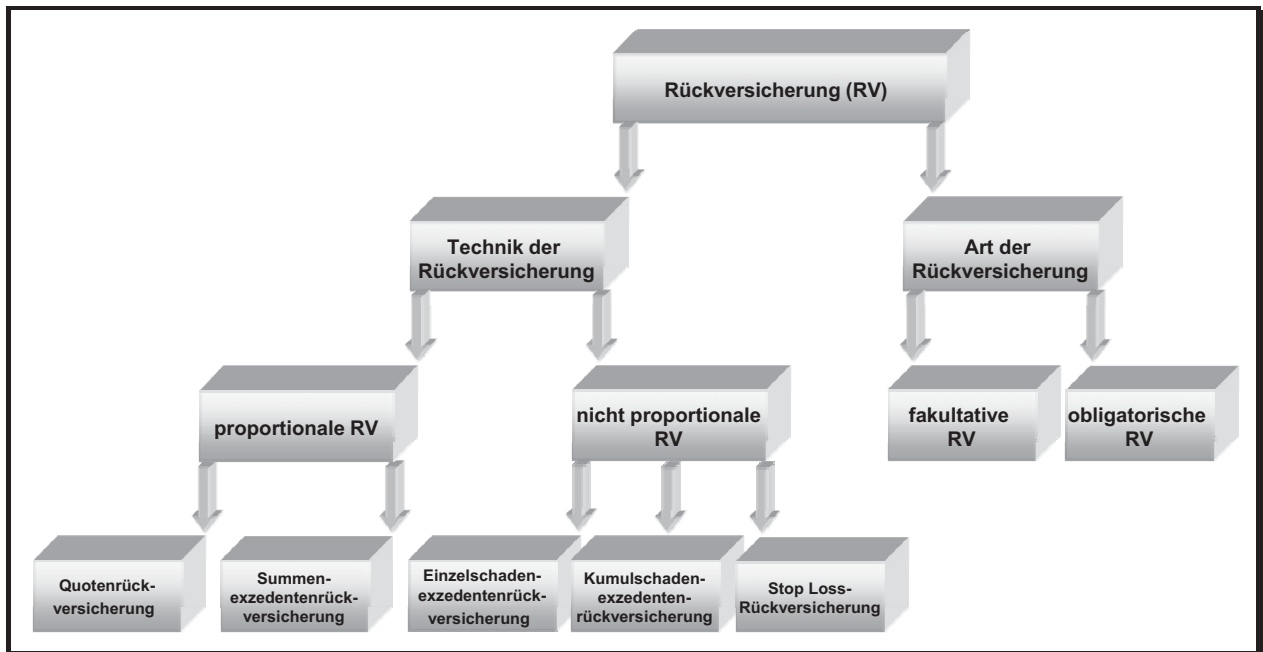 Rückversicherung (RV)
Technik der
Rückversicherung
Art der
Rückversicherung
proportionale RV
nicht proportionale
RV
fakultative
RV
obligatorische
RV
Quotenrück-
versicherung
Summen-
exzedentenrück-
versicherung
Einzelschaden-
exzedentenrück-
versicherung
Kumulschaden-
exzedenten-
rückversicherung
Stop Loss-
Rückversicherung